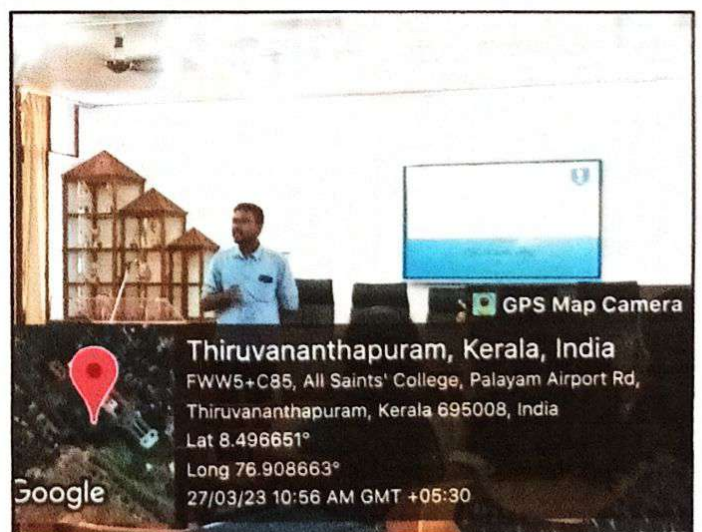 GPS Map Camera
Thiruvananthapuram, Kerala, India
FWW5+C85, All Saints' College, Palayam Airport Rd,
Thiruvananthapuram, Kerala 695008, India
Lat 8.496651°
Long 76.908663°
Google
27/03/23 10:56 AM GMT +05:30